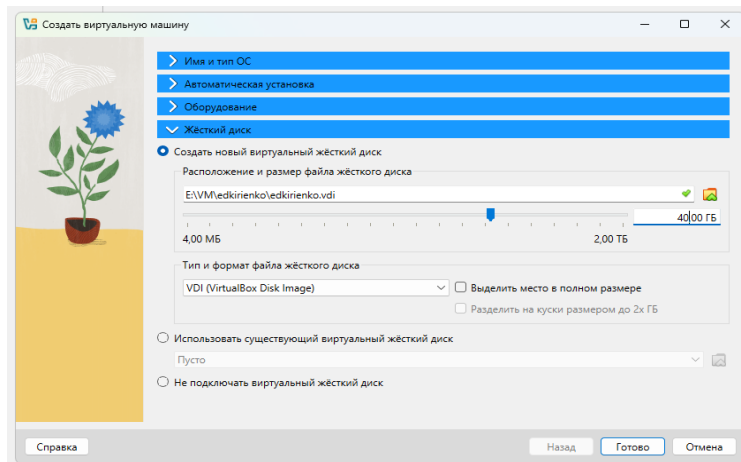 Создать виртуальную машину
Имя и тип ОС
Автоматическая установка
Оборудование
Жёсткий диск
Создать новый виртуальный жёсткий диск
Расположение и размер файла жёсткого диска
E:\VM\edkirienko\edkirienko.vdi
40,00 ГБ
4,00 МБ 2,00 ТБ
Тип и формат файла жёсткого диска
VDI (VirtualBox Disk Image) Выделить место в полном размере
Разделить на куски размером до 2х ГБ
Использовать существующий виртуальный жёсткий диск
Пусто
Не подключать виртуальный жёсткий диск
Справка Назад Готово Отмена